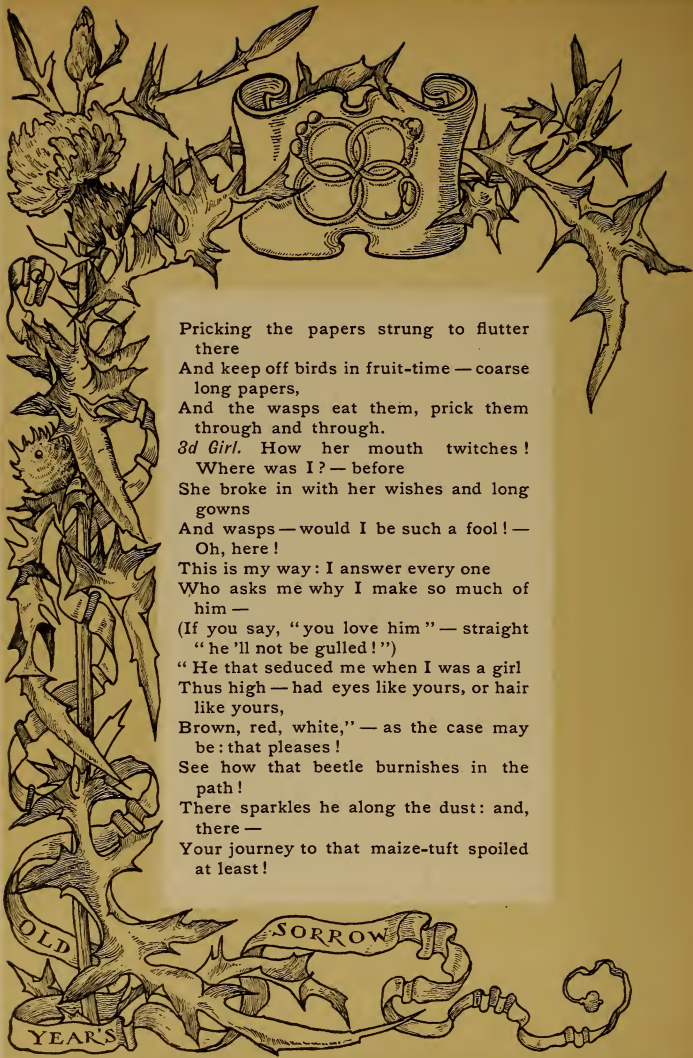 Pricking the papers strung to flutter
there
And keep off birds in fruit-time — coarse
long papers,
And the wasps eat them, prick them
through and through.
3d Girl. How her mouth twitches!
Where was I? — before
She broke in with her wishes and long
gowns
And wasps — would I be such a fool! —
Oh, here!
This is my way: I answer every one
Who asks me why I make so much of
him —
(If you say, "you love him" — straight
"he 'll not be gulled!")
"He that seduced me when I was a girl
Thus high — had eyes like yours, or hair
like yours,
Brown, red, white," — as the case may
be: that pleases!
See how that beetle burnishes in the
path!
There sparkles he along the dust: and,
there —
Your journey to that maize-tuft spoiled
at least!
OLD
YEAR'S
SORROW